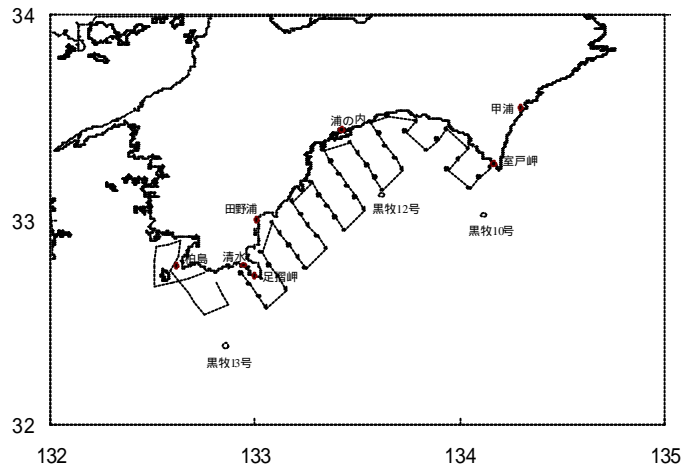 34
甲浦
浦の内
室戸岬
黒牧12号
田野浦
黒牧10号
33
柏島
清水
足摺岬
黒牧13号
32
132
133
134
135